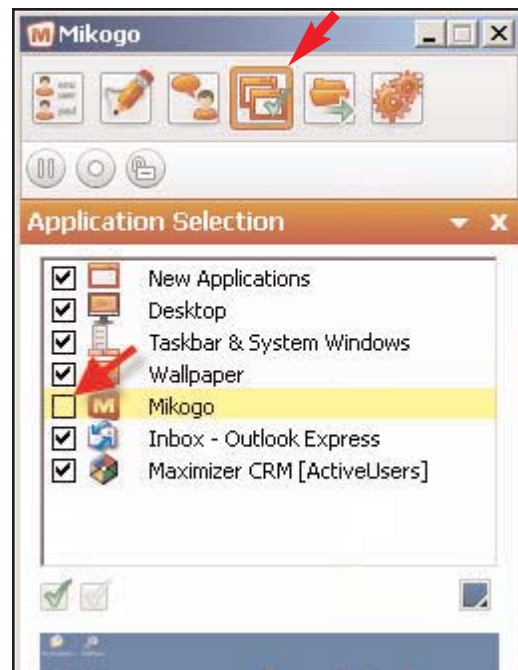 Mikogo
Application Selection
New Applications
Desktop
Taskbar & System Windows
Wallpaper
Mikogo
Inbox - Outlook Express
Maximizer CRM [ActiveUsers]